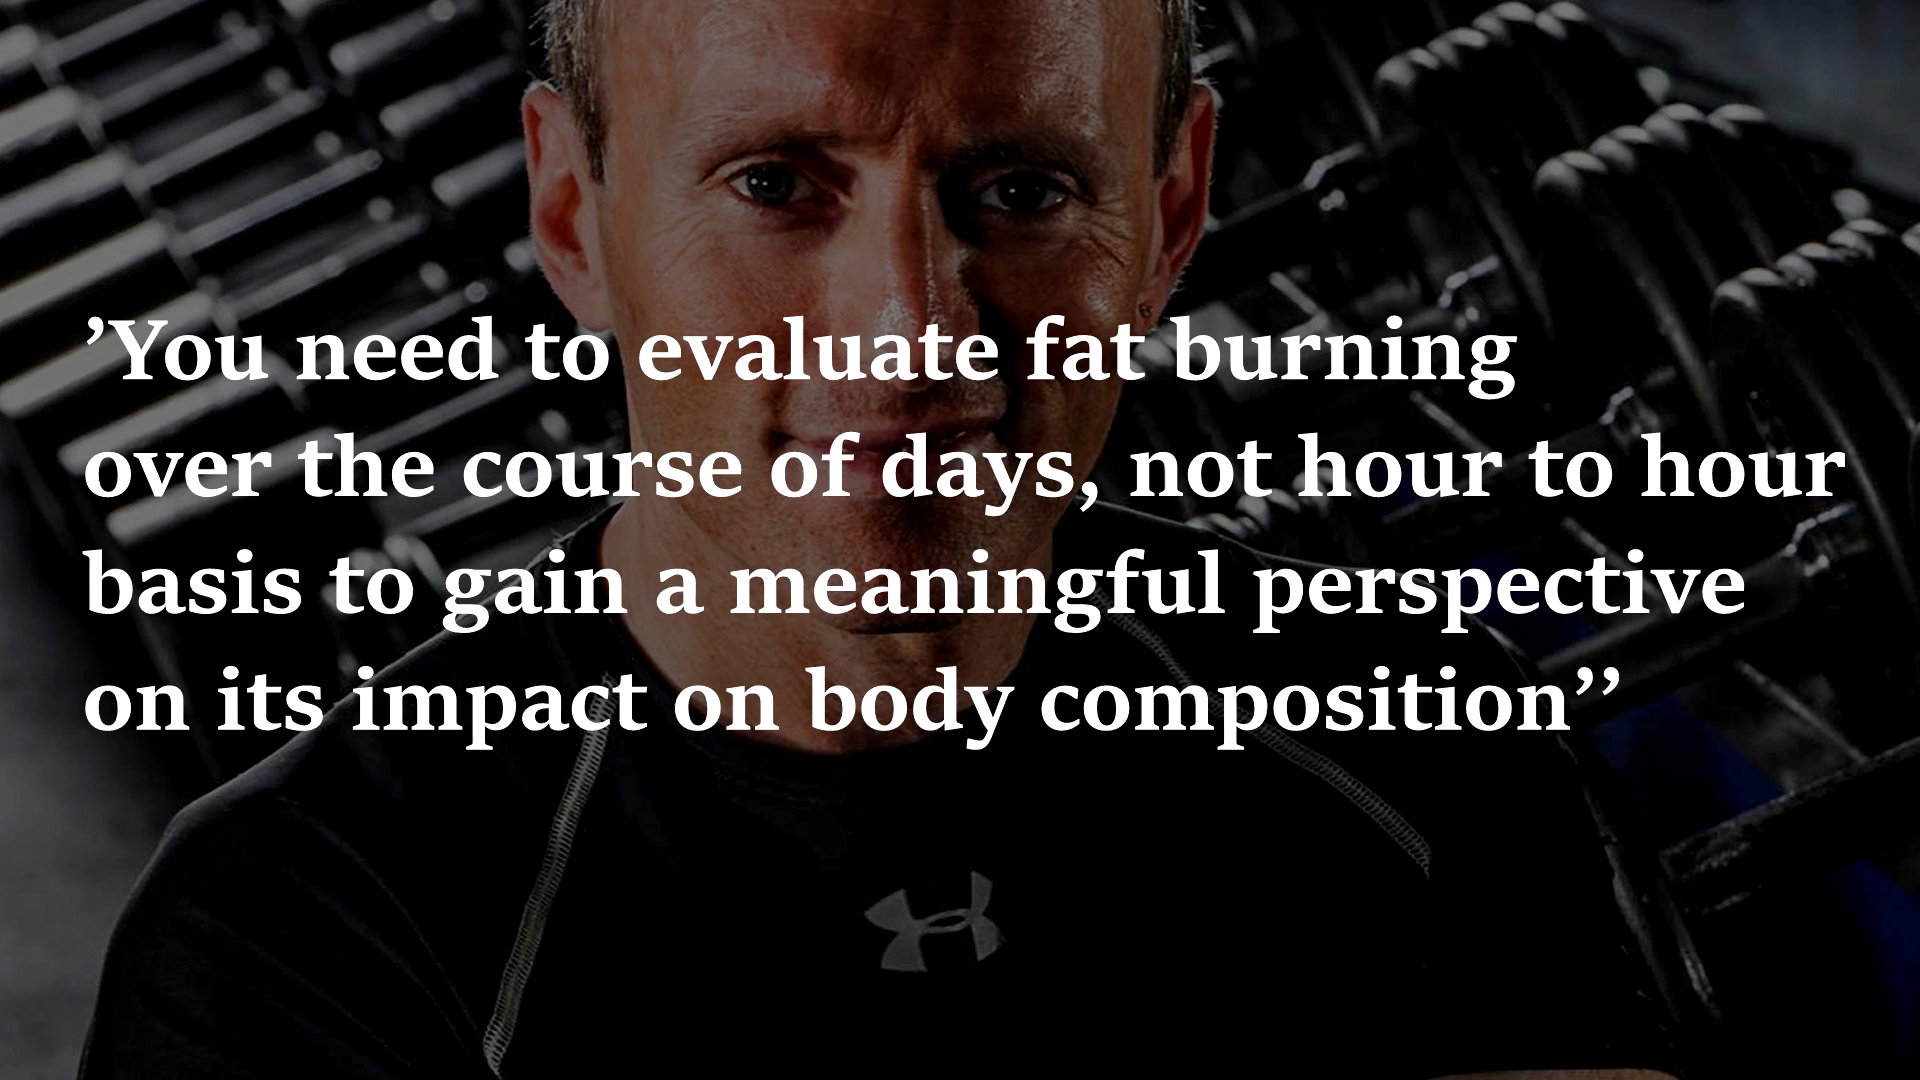 ’You need to evaluate fat burning
over the course of days, not hour to hour
basis to gain a meaningful perspective
on its impact on body composition’’